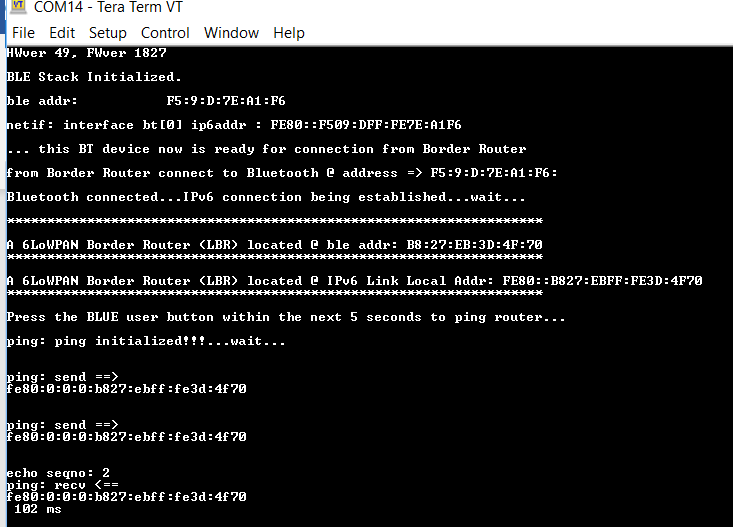 COM14 - Tera Term VT
File Edit Setup Control Window Help
HWver 49, FWver 1827
BLE Stack Initialized.
ble addr: F5:9:D:7E:A1:F6
netif: interface bt[0] ip6addr : FE80::F509:DFF:FE7E:A1F6
... this BT device now is ready for connection from Border Router
from Border Router connect to Bluetooth @ address => F5:9:D:7E:A1:F6:
Bluetooth connected...IPv6 connection being established...wait...
*******************************************************************
A 6LoWPAN Border Router (LBR) located @ ble addr: B8:27:EB:3D:4F:70
*******************************************************************
A 6LoWPAN Border Router (LBR) located @ IPv6 Link Local Addr: FE80::B827:EBFF:FE3D:4F70
*******************************************************************
Press the BLUE user button within the next 5 seconds to ping router...
ping: ping initialized!!!...wait...
ping: send ==>
fe80:0:0:0:b827:ebff:fe3d:4f70
ping: send ==>
fe80:0:0:0:b827:ebff:fe3d:4f70
echo seqno: 2
ping: recv <==
fe80:0:0:0:b827:ebff:fe3d:4f70
102 ms